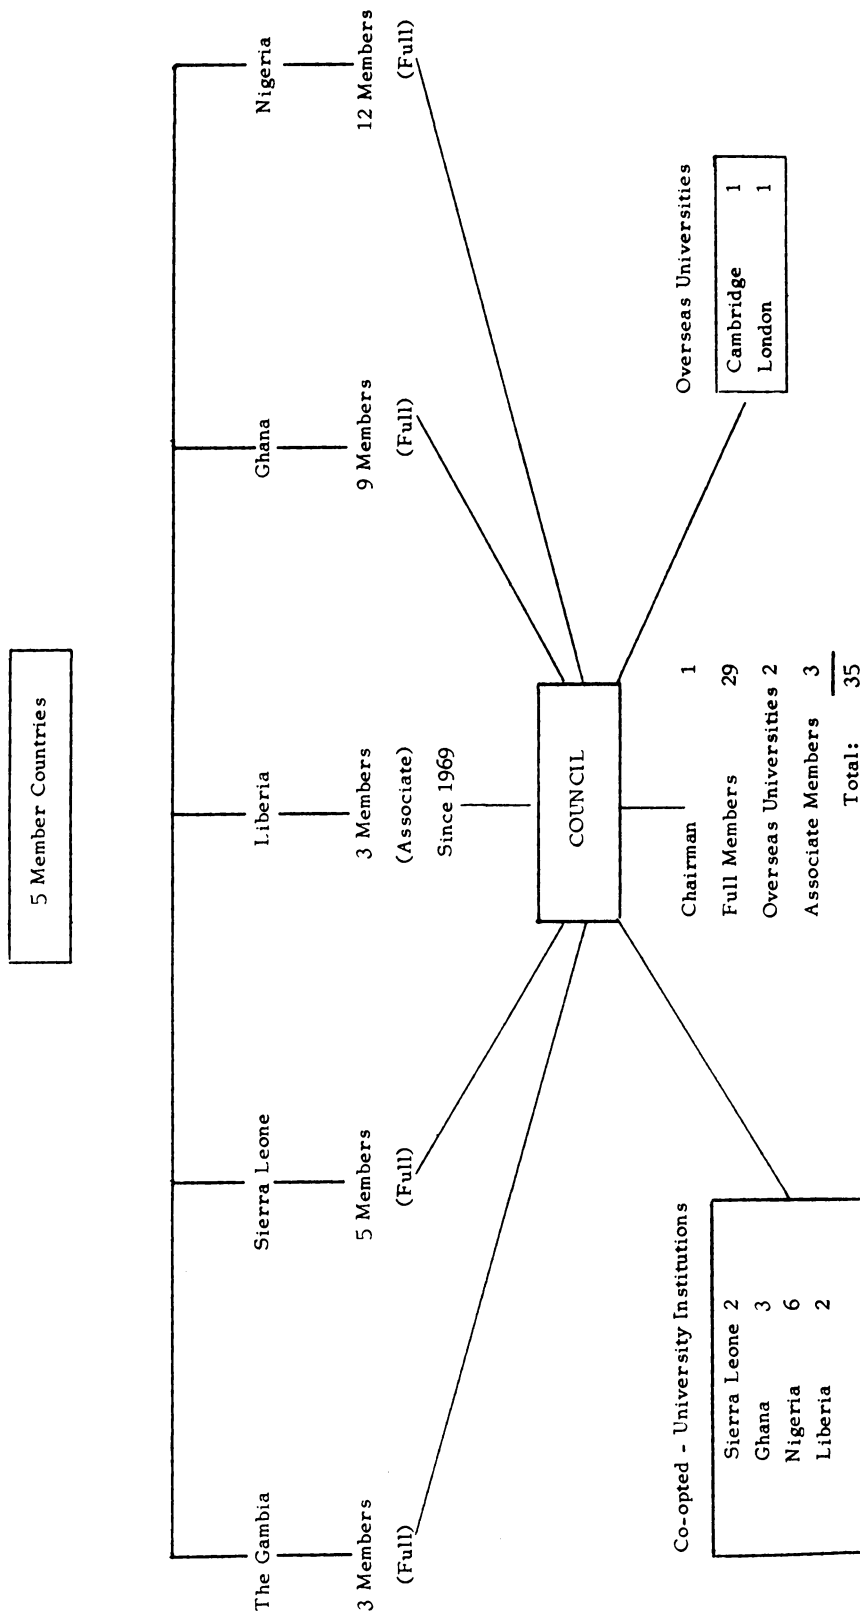 5 Member Countries
The Gambia
Sierra Leone
Liberia
Ghana
Nigeria
3 Members
5 Members
3 Members
9 Members
12 Members
(Full)
(Full)
(Associate)
(Full)
(Full)
Since 1969
COUNCIL
Co-opted - University Institutions
Sierra Leone 2
Ghana 3
Nigeria 6
Liberia 2
Chairman 1
Full Members 29
Overseas Universities 2
Associate Members 3
Total: 35
Overseas Universities
Cambridge 1
London 1